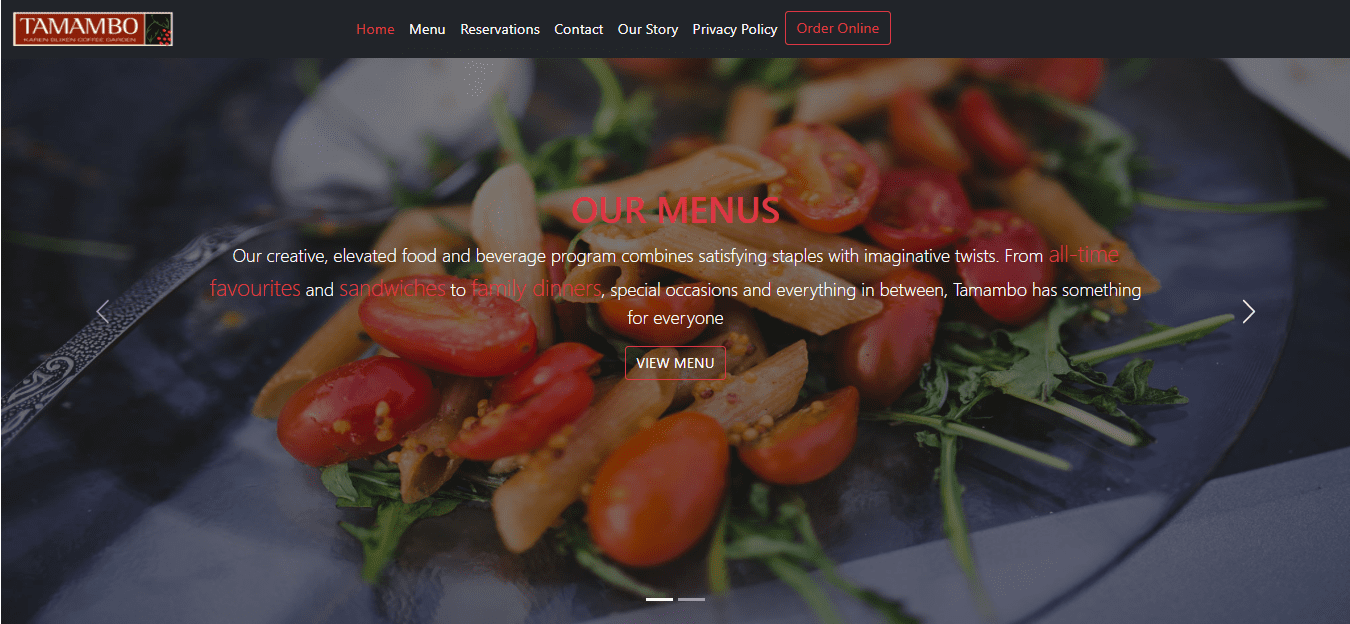 TAMAMBO
KAREN BLIXEN COFFEE GARDEN
Home Menu Reservations Contact Our Story Privacy Policy Order Online
OUR MENUS
Our creative, elevated food and beverage program combines satisfying staples with imaginative twists. From all-time
favourites and sandwiches to family dinners, special occasions and everything in between, Tamambo has something
for everyone
VIEW MENU